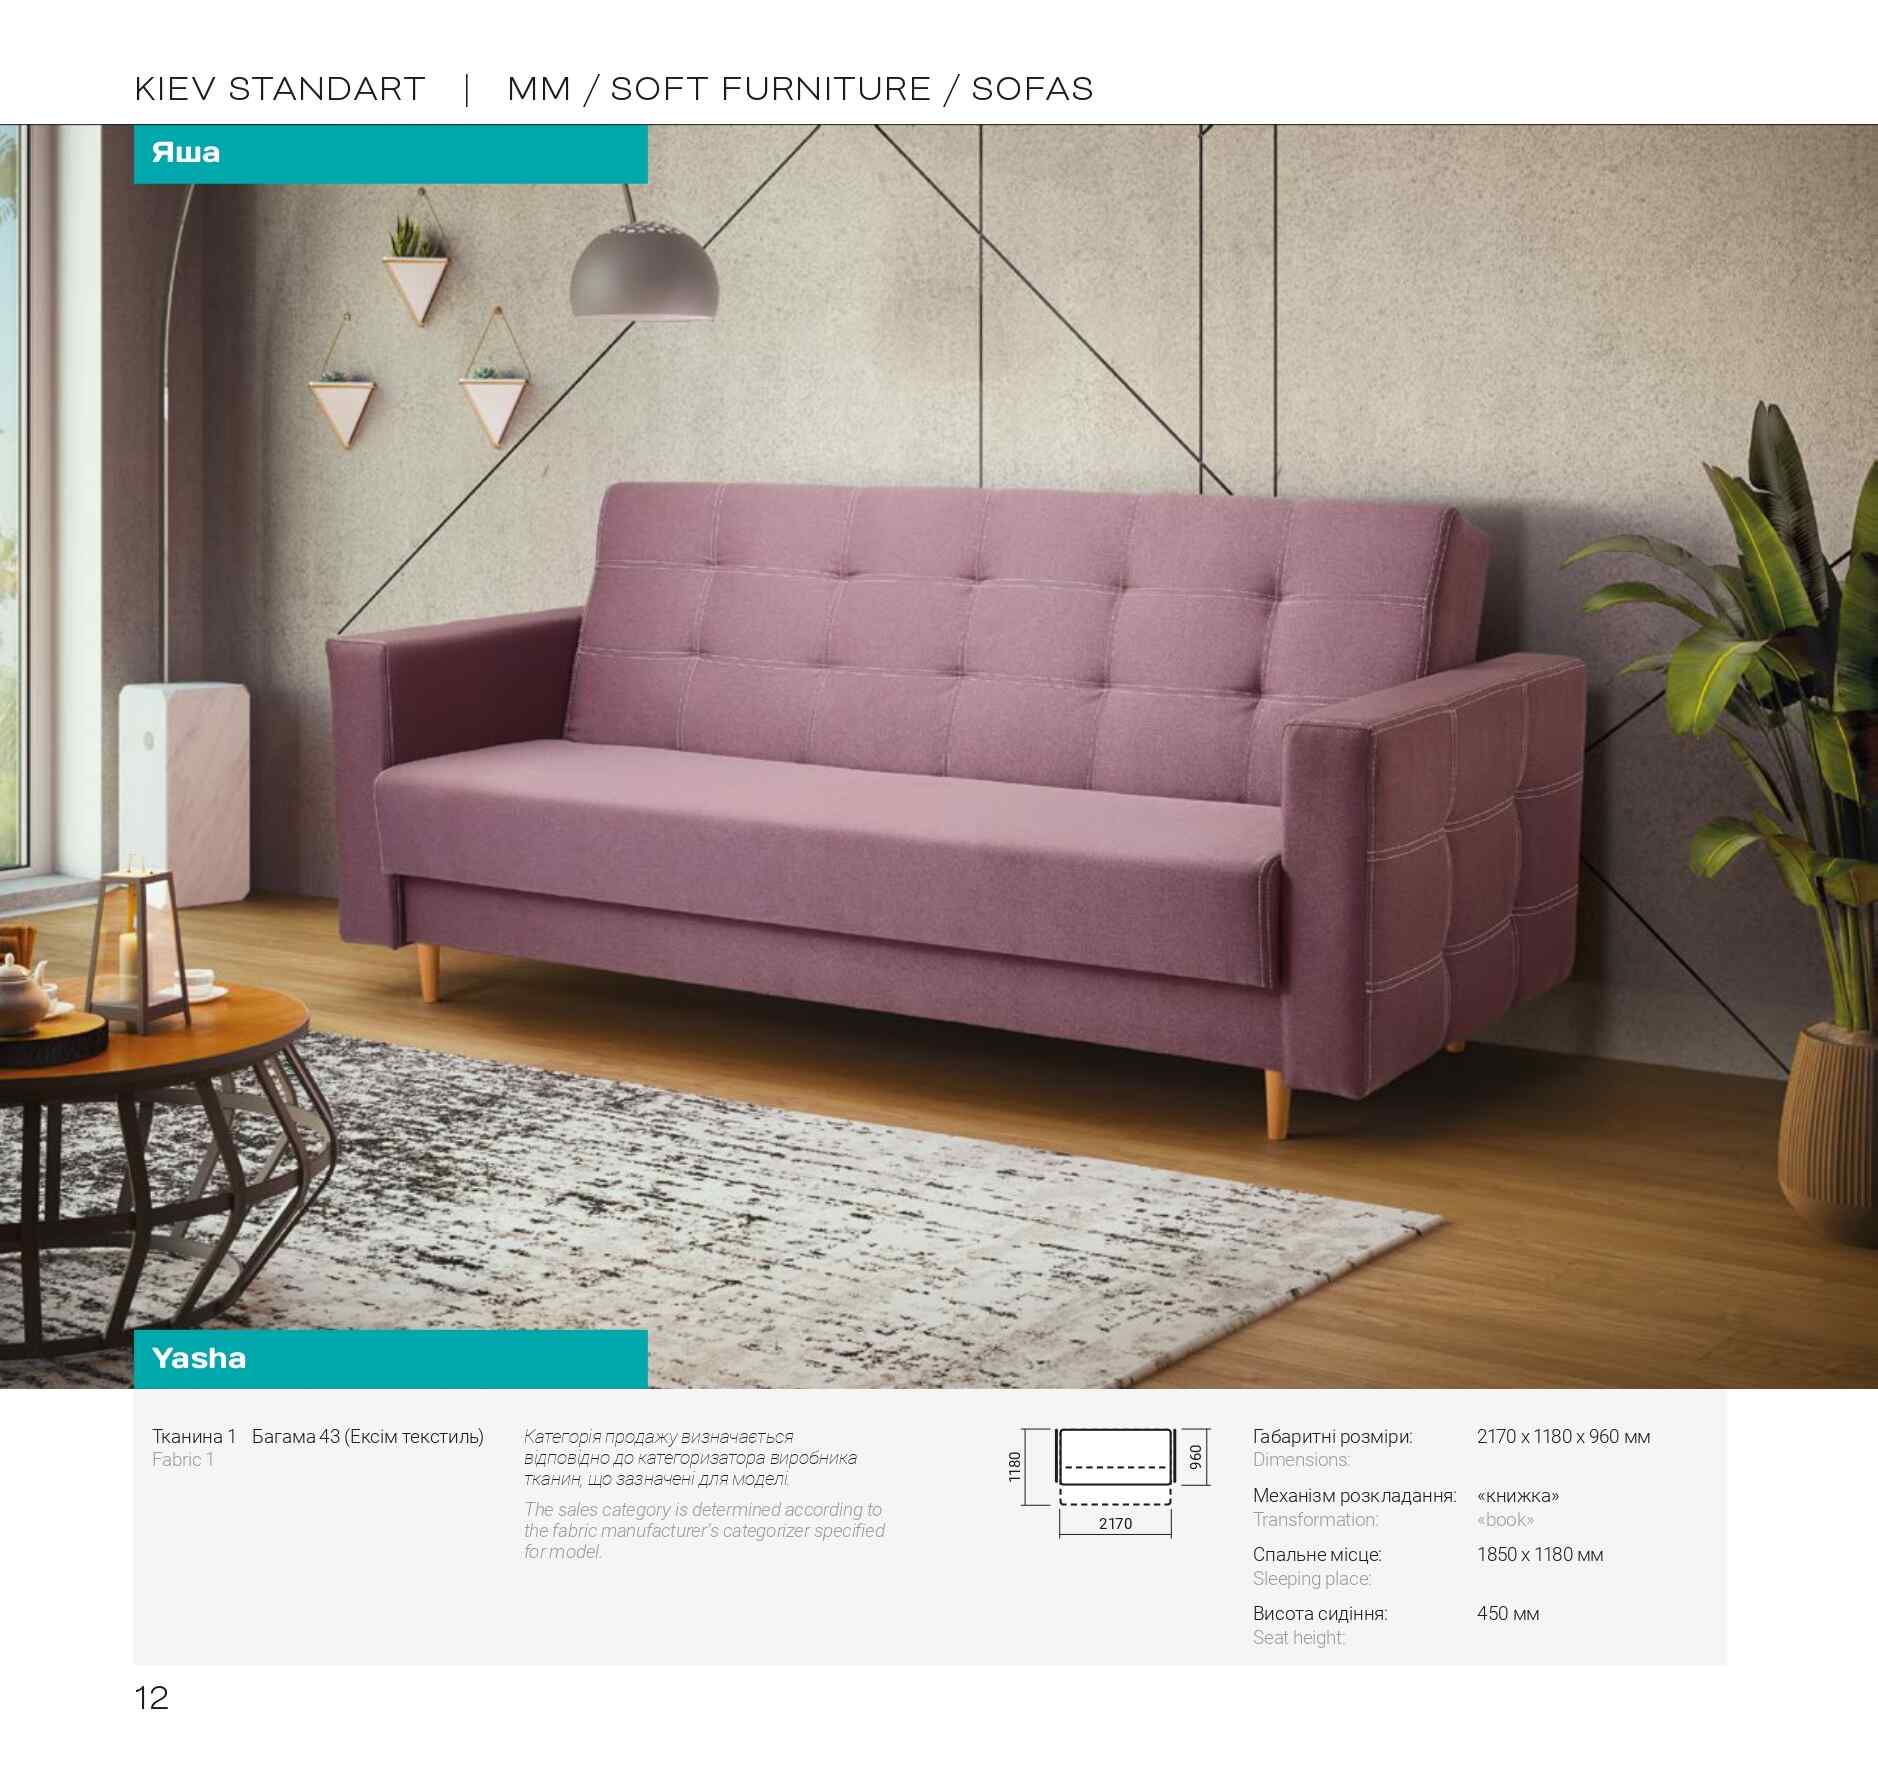 KIEV STANDART | MM / SOFT FURNITURE / SOFAS
Яша
Yasha
Тканина 1 Багама 43 (Ексім текстиль)
Fabric 1
Категорія продажу визначається
відповідно до категоризатора виробника
тканин, що зазначені для моделі.
The sales category is determined according to
the fabric manufacturer's categorizer specified
for model.
1180
960
2170
Габаритні розміри: 2170 х 1180 х 960 мм
Dimensions:
Механізм розкладання: «книжка»
Transformation: «book»
Спальне місце: 1850 х 1180 мм
Sleeping place:
Висота сидіння: 450 мм
Seat height:
12